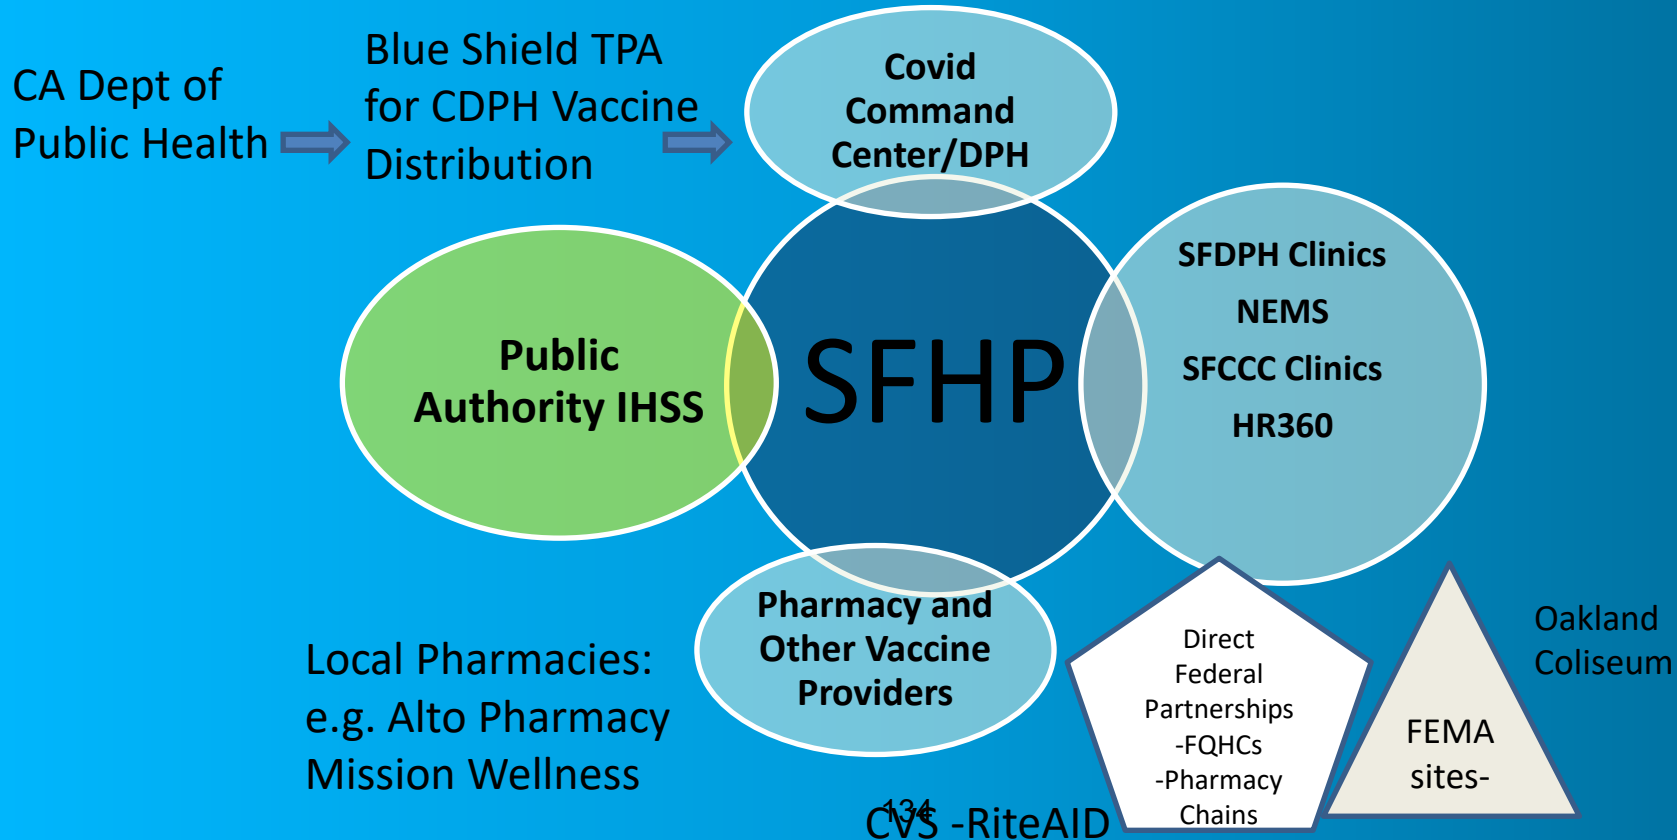 CA Dept of
Public Health
Blue Shield TPA
for CDPH Vaccine
Distribution
Covid
Command
Center/DPH
Public
Authority IHSS
SFHP
SFDPH Clinics
NEMS
SFCCC Clinics
HR360
Pharmacy and
Other Vaccine
Providers
Local Pharmacies:
e.g. Alto Pharmacy
Mission Wellness
Direct
Federal
Partnerships
-FQHCs
-Pharmacy
Chains
FEMA
sites-
Oakland
Coliseum
CVS -RiteAID
134